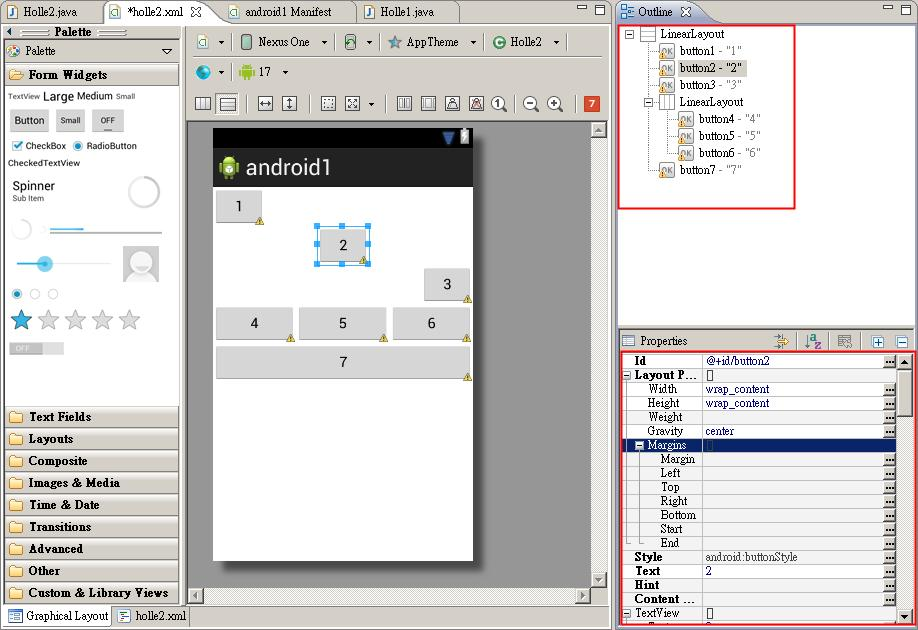 Holle2.java
*holle2.xml
android1 Manifest
Holle1.java
Palette
Palette
Form Widgets
TextView Large Medium Small
Button Small OFF
CheckBox RadioButton
CheckedTextView
Spinner
Sub Item
OFF
Text Fields
Layouts
Composite
Images & Media
Time & Date
Transitions
Advanced
Other
Custom & Library Views
Graphical Layout
holle2.xml
Nexus One
AppTheme
Holle2
17
1
7
android1
1
2
3
4 5 6
7
Outline
LinearLayout
button1 - "1"
button2 - "2"
button3 - "3"
LinearLayout
button4 - "4"
button5 - "5"
button6 - "6"
button7 - "7"
Properties
Id @+id/button2
Layout P... []
Width wrap_content
Height wrap_content
Weight
Gravity center
Margins []
Margin
Left
Top
Right
Bottom
Start
End
Style android:buttonStyle
Text 2
Hint
Content ...
TextView []